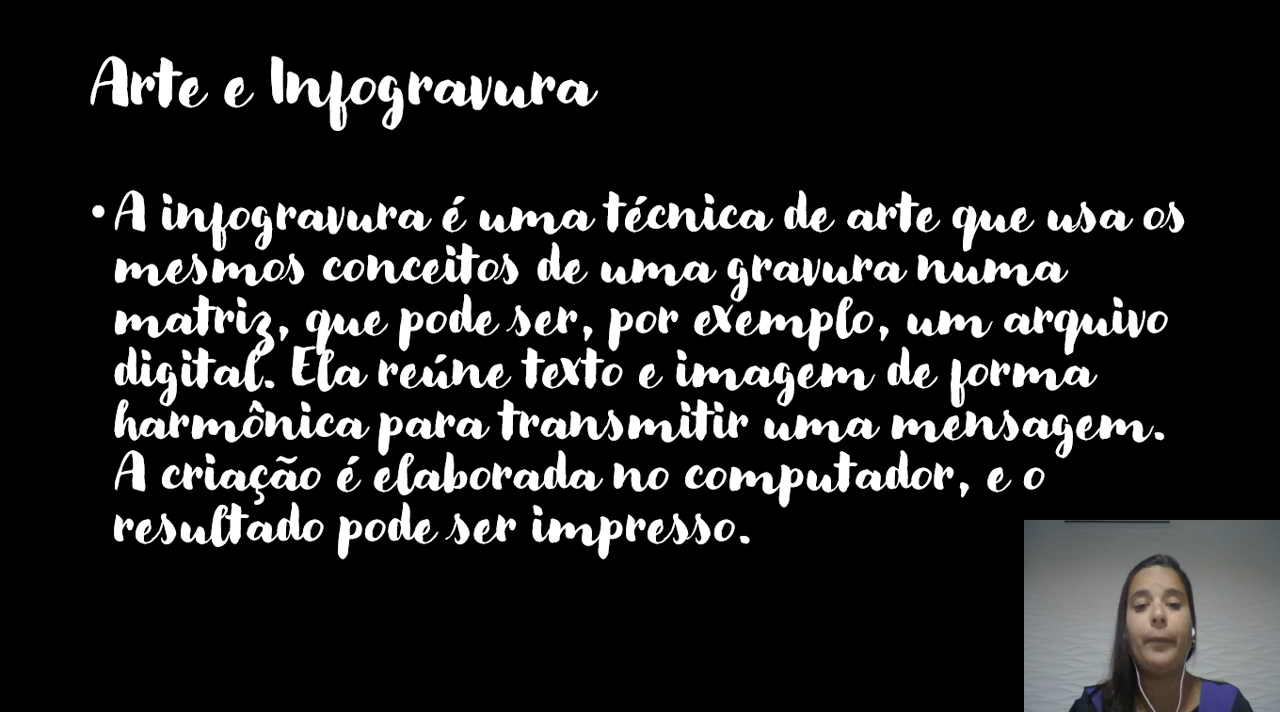 Arte e Infogravura
• A infogravura é uma técnica de arte que usa os
mesmos conceitos de uma gravura numa
matriz, que pode ser, por exemplo, um arquivo
digital. Ela reúne texto e imagem de forma
harmônica para transmitir uma mensagem.
A criação é elaborada no computador, e o
resultado pode ser impresso.